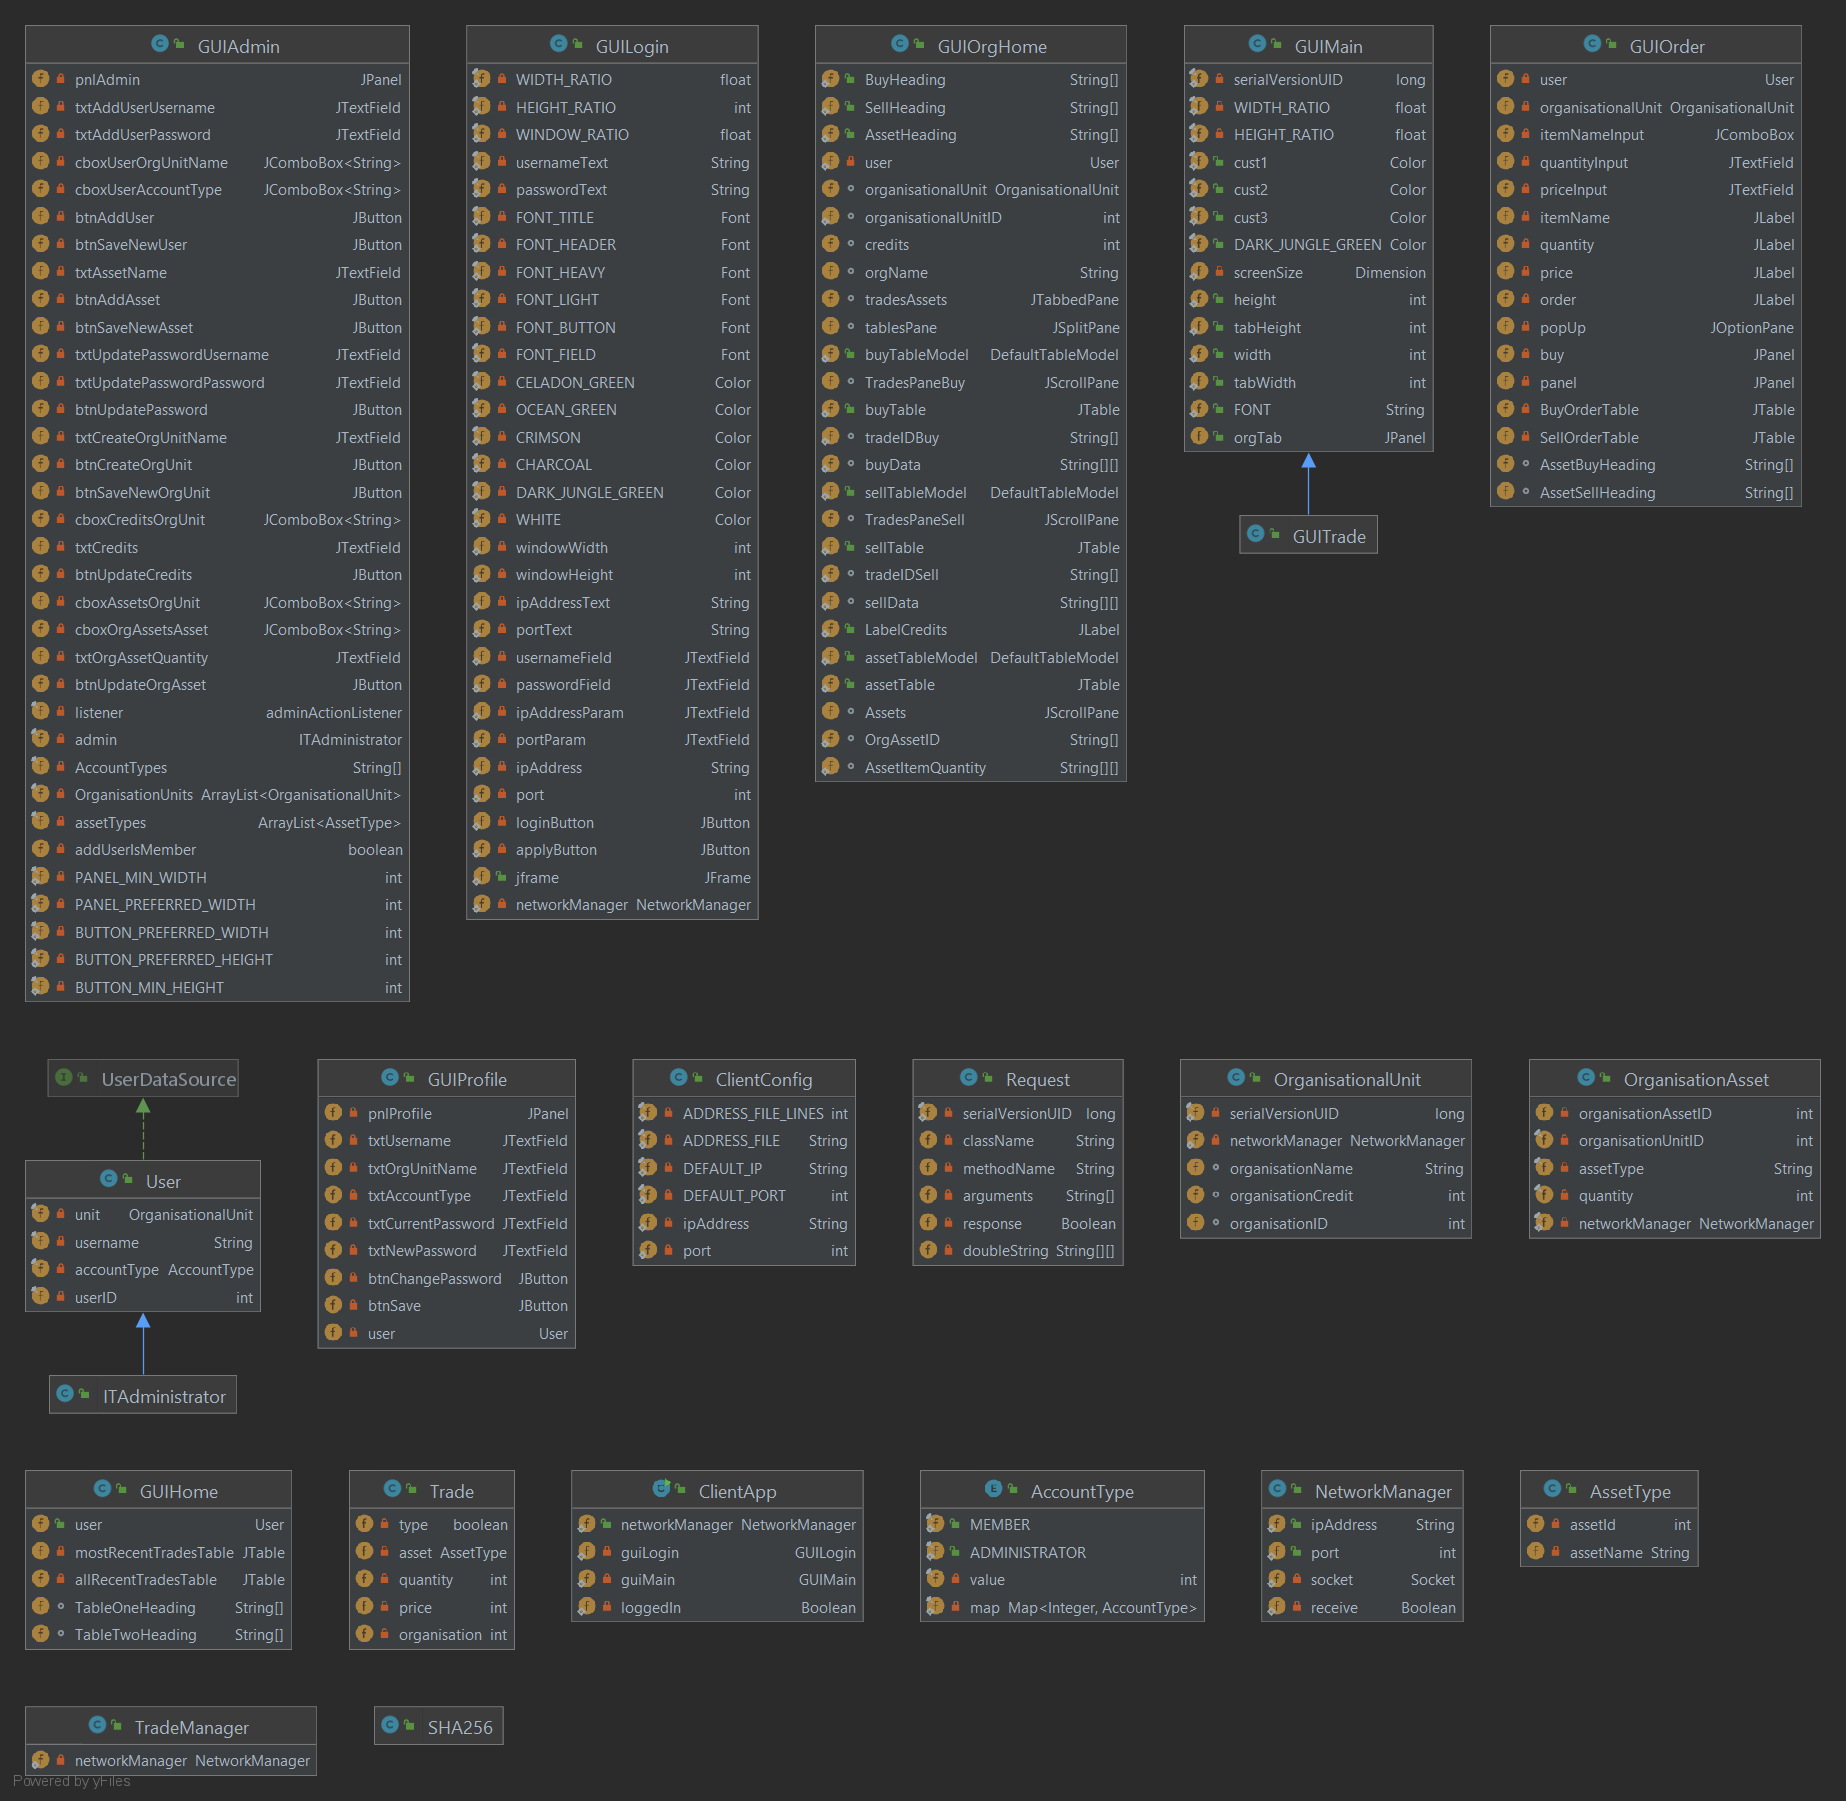 GUIAdmin
pnlAdmin JPanel
txtAddUserUsername JTextField
txtAddUserPassword JTextField
cboxUserOrgUnitName JComboBox<String>
cboxUserAccountType JComboBox<String>
btnAddUser JButton
btnSaveNewUser JButton
txtAssetName JTextField
btnAddAsset JButton
btnSaveNewAsset JButton
txtUpdatePasswordUsername JTextField
txtUpdatePasswordPassword JTextField
btnUpdatePassword JButton
txtCreateOrgUnitName JTextField
btnCreateOrgUnit JButton
btnSaveNewOrgUnit JButton
cboxCreditsOrgUnit JComboBox<String>
txtCredits JTextField
btnUpdateCredits JButton
cboxAssetsOrgUnit JComboBox<String>
cboxOrgAssetsAsset JComboBox<String>
txtOrgAssetQuantity JTextField
btnUpdateOrgAsset JButton
listener adminActionListener
admin ITAdministrator
AccountTypes String[]
OrganisationUnits ArrayList<OrganisationalUnit>
assetTypes ArrayList<AssetType>
addUserIsMember boolean
PANEL_MIN_WIDTH int
PANEL_PREFERRED_WIDTH int
BUTTON_PREFERRED_WIDTH int
BUTTON_PREFERRED_HEIGHT int
BUTTON_MIN_HEIGHT int
GUILogin
WIDTH_RATIO float
HEIGHT_RATIO int
WINDOW_RATIO float
usernameText String
passwordText String
FONT_TITLE Font
FONT_HEADER Font
FONT_HEAVY Font
FONT_LIGHT Font
FONT_BUTTON Font
FONT_FIELD Font
CELADON_GREEN Color
OCEAN_GREEN Color
CRIMSON Color
CHARCOAL Color
DARK_JUNGLE_GREEN Color
WHITE Color
windowWidth int
windowHeight int
ipAddressText String
portText String
usernameField JTextField
passwordField JTextField
ipAddressParam JTextField
portParam JTextField
ipAddress String
port int
loginButton JButton
applyButton JButton
jframe JFrame
networkManager NetworkManager
GUIOrgHome
BuyHeading String[]
SellHeading String[]
AssetHeading String[]
user User
organisationalUnit OrganisationalUnit
organisationalUnitID int
credits int
orgName String
tradesAssets JTabbedPane
tablesPane JSplitPane
buyTableModel DefaultTableModel
TradesPaneBuy JScrollPane
buyTable JTable
tradeIDBuy String[]
buyData String[][]
sellTableModel DefaultTableModel
TradesPaneSell JScrollPane
sellTable JTable
tradeIDSell String[]
sellData String[][]
LabelCredits JLabel
assetTableModel DefaultTableModel
assetTable JTable
Assets JScrollPane
OrgAssetID String[]
AssetItemQuantity String[][]
GUIMain
serialVersionUID long
WIDTH_RATIO float
HEIGHT_RATIO float
cust1 Color
cust2 Color
cust3 Color
DARK_JUNGLE_GREEN Color
screenSize Dimension
height int
tabHeight int
width int
tabWidth int
FONT String
orgTab JPanel
GUITrade
GUIOrder
user User
organisationalUnit OrganisationalUnit
itemNameInput JComboBox
quantityInput JTextField
priceInput JTextField
itemName JLabel
quantity JLabel
price JLabel
order JLabel
popUp JOptionPane
buy JPanel
panel JPanel
BuyOrderTable JTable
SellOrderTable JTable
AssetBuyHeading String[]
AssetSellHeading String[]
UserDataSource
User
unit OrganisationalUnit
username String
accountType AccountType
userID int
ITAdministrator
GUIProfile
pnlProfile JPanel
txtUsername JTextField
txtOrgUnitName JTextField
txtAccountType JTextField
txtCurrentPassword JTextField
txtNewPassword JTextField
btnChangePassword JButton
btnSave JButton
user User
ClientConfig
ADDRESS_FILE_LINES int
ADDRESS_FILE String
DEFAULT_IP String
DEFAULT_PORT int
ipAddress String
port int
Request
serialVersionUID long
className String
methodName String
arguments String[]
response Boolean
doubleString String[][]
OrganisationalUnit
serialVersionUID long
networkManager NetworkManager
organisationName String
organisationCredit int
organisationID int
OrganisationAsset
organisationAssetID int
organisationUnitID int
assetType String
quantity int
networkManager NetworkManager
GUIHome
user User
mostRecentTradesTable JTable
allRecentTradesTable JTable
TableOneHeading String[]
TableTwoHeading String[]
Trade
type boolean
asset AssetType
quantity int
price int
organisation int
ClientApp
networkManager NetworkManager
guiLogin GUILogin
guiMain GUIMain
loggedIn Boolean
AccountType
MEMBER
ADMINISTRATOR
value int
map Map<Integer, AccountType>
NetworkManager
ipAddress String
port int
socket Socket
receive Boolean
AssetType
assetId int
assetName String
TradeManager
networkManager NetworkManager
SHA256
Powered by yFiles